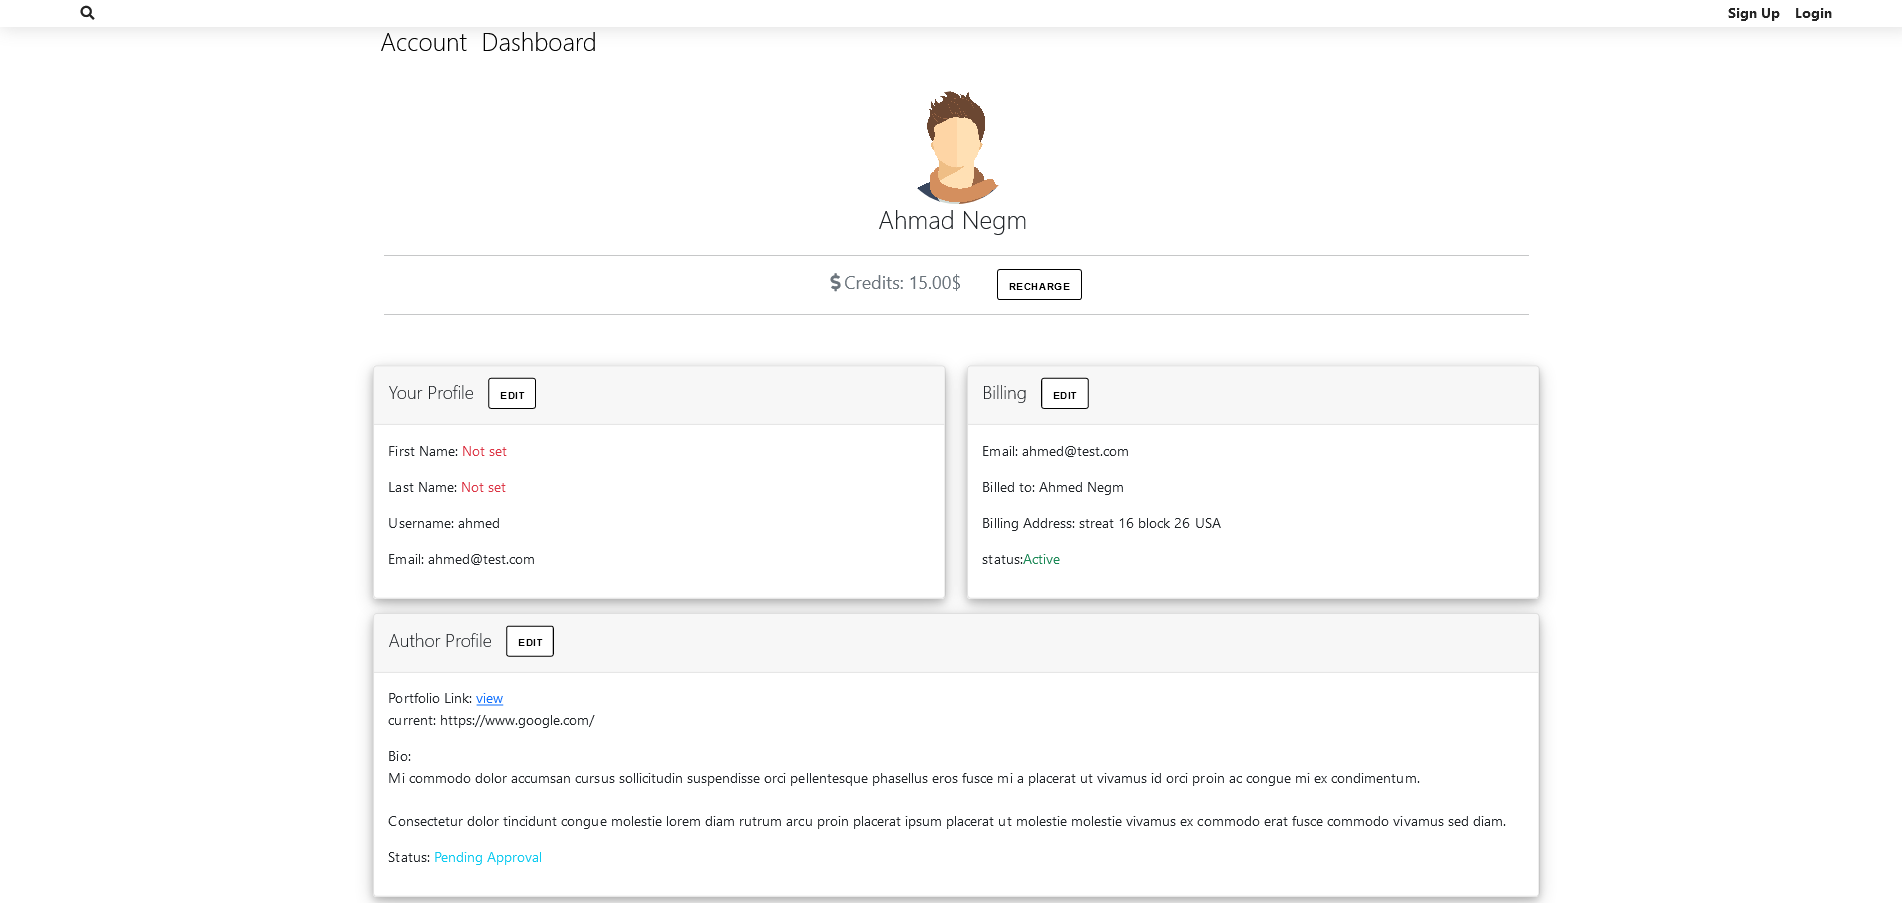 Sign Up Login
Account Dashboard
Ahmad Negm
$ Credits: 15.00$ RECHARGE
Your Profile EDIT
First Name: Not set
Last Name: Not set
Username: ahmed
Email: ahmed@test.com
Billing EDIT
Email: ahmed@test.com
Billed to: Ahmed Negm
Billing Address: streat 16 block 26 USA
status:Active
Author Profile EDIT
Portfolio Link: view
current: https://www.google.com/
Bio:
Mi commodo dolor accumsan cursus sollicitudin suspendisse orci pellentesque phasellus eros fusce mi a placerat ut vivamus id orci proin ac congue mi ex condimentum.
Consectetur dolor tincidunt congue molestie lorem diam rutrum arcu proin placerat ipsum placerat ut molestie molestie vivamus ex commodo erat fusce commodo vivamus sed diam.
Status: Pending Approval